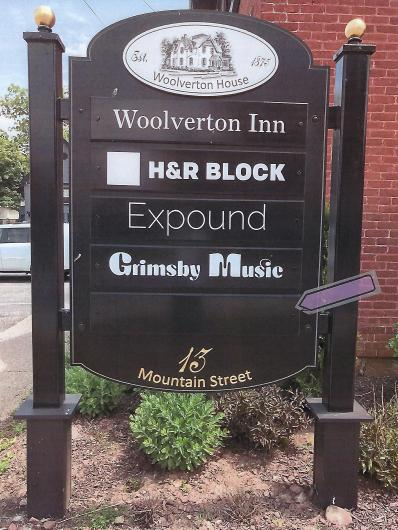 Est. 1875
Woolverton House
Woolverton Inn
H&R BLOCK
Expound
Grimsby Music
13
Mountain Street